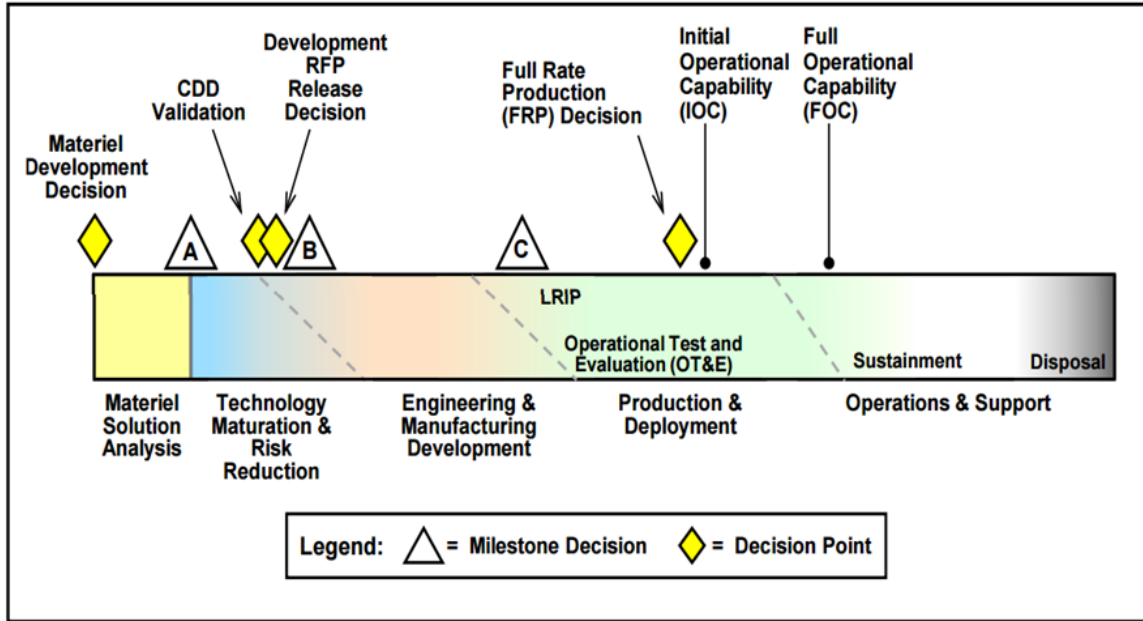 Materiel
Development
Decision
CDD
Validation
Development
RFP
Release
Decision
Full Rate
Production
(FRP) Decision
Initial
Operational
Capability
(IOC)
Full
Operational
Capability
(FOC)
A
B
C
LRIP
Operational Test and
Evaluation (OT&E)
Sustainment
Disposal
Materiel
Solution
Analysis
Technology
Maturation &
Risk
Reduction
Engineering &
Manufacturing
Development
Production &
Deployment
Operations & Support
Legend: = Milestone Decision = Decision Point